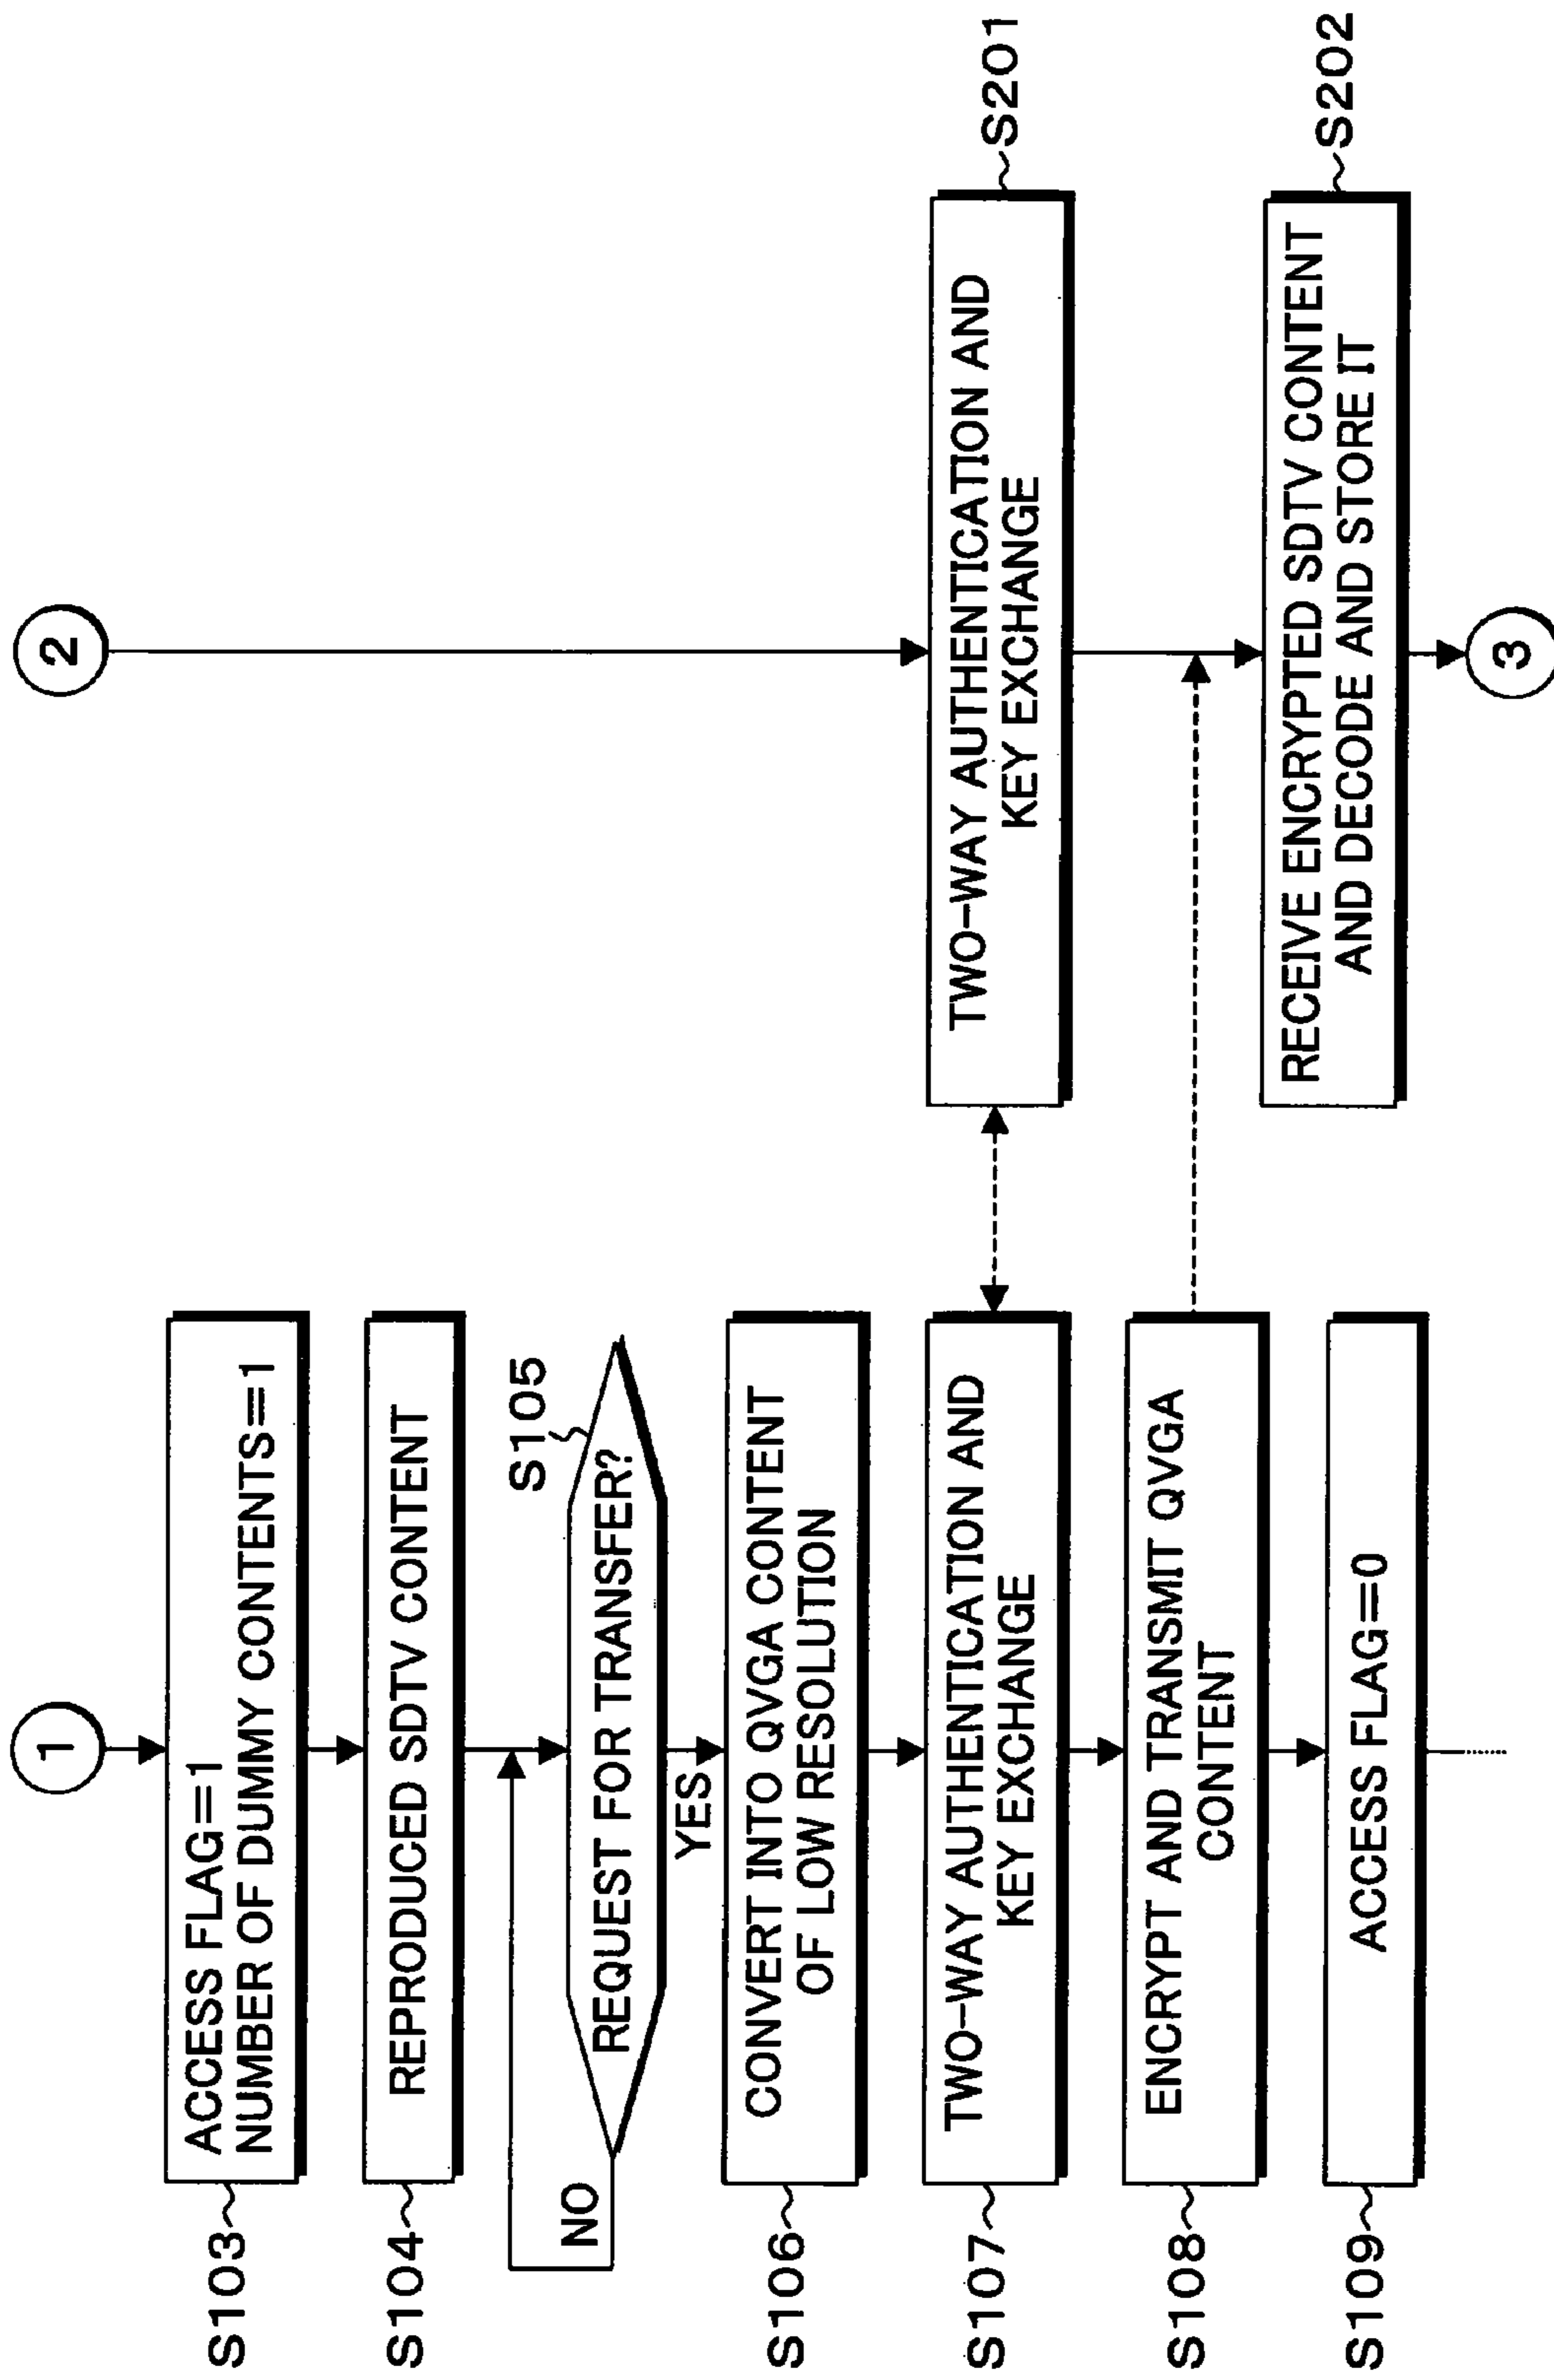 1
S103
ACCESS FLAG=1
NUMBER OF DUMMY CONTENTS=1
S104
REPRODUCED SDTV CONTENT
S105
REQUEST FOR TRANSFER?
NO
YES
S106
CONVERT INTO QVGA CONTENT
OF LOW RESOLUTION
S107
TWO-WAY AUTHENTICATION AND
KEY EXCHANGE
S108
ENCRYPT AND TRANSMIT QVGA
CONTENT
S109
ACCESS FLAG=0
2
TWO-WAY AUTHENTICATION AND
KEY EXCHANGE
S201
RECEIVE ENCRYPTED SDTV CONTENT
AND DECODE AND STORE IT
S202
3